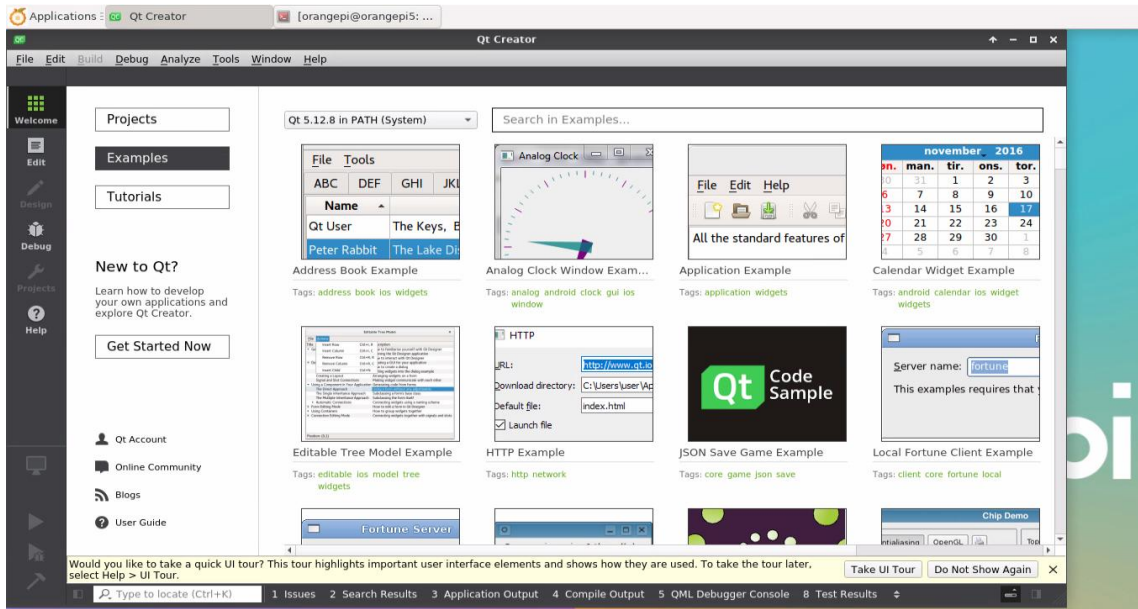 Applications
Qt Creator
[orangepi@orangepi5: ...
Qt Creator
File Edit Build Debug Analyze Tools Window Help
Welcome
Edit
Design
Debug
Projects
Help
Projects
Examples
Tutorials
New to Qt?
Learn how to develop
your own applications and
explore Qt Creator.
Get Started Now
Qt Account
Online Community
Blogs
User Guide
Qt 5.12.8 in PATH (System)
Search in Examples...
File Tools
ABC DEF GHI JKL
Name
Qt User The Keys, B
Peter Rabbit The Lake Dis
Address Book Example
Tags: address book ios widgets
Analog Clock
Analog Clock Window Exam...
Tags: analog android clock gui ios
window
File Edit Help
All the standard features of
Application Example
Tags: application widgets
november 2016
man. tir. ons. tor.
31 1 2 3
7 8 9 10
13 14 15 16 17
20 21 22 23 24
27 28 29 30 1
4 5 6 7 8
Calendar Widget Example
Tags: android calendar ios widget
widgets
Editable Tree Model
Editable Tree Model Example
Tags: editable ios model tree
widgets
HTTP
URL: http://www.qt.io
Download directory: C:\Users\user\Ap
Default file: index.html
Launch file
HTTP Example
Tags: http network
Qt Code
Sample
JSON Save Game Example
Tags: core game json save
Server name: fortune
This examples requires that
Local Fortune Client Example
Tags: client core fortune local
Fortune Server
Chip Demo
OpenGL
pi
Would you like to take a quick UI tour? This tour highlights important user interface elements and shows how they are used. To take the tour later,
select Help > UI Tour.
Take UI Tour
Do Not Show Again
Type to locate (Ctrl+K)
1 Issues 2 Search Results 3 Application Output 4 Compile Output 5 QML Debugger Console 8 Test Results